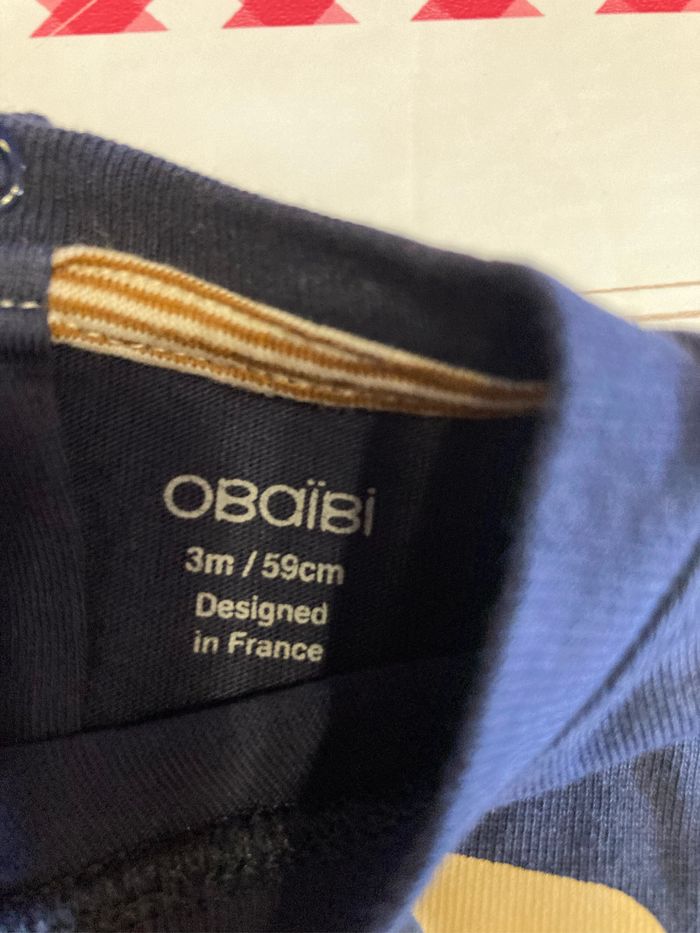 OBaïBi
3m / 59cm
Designed
in France